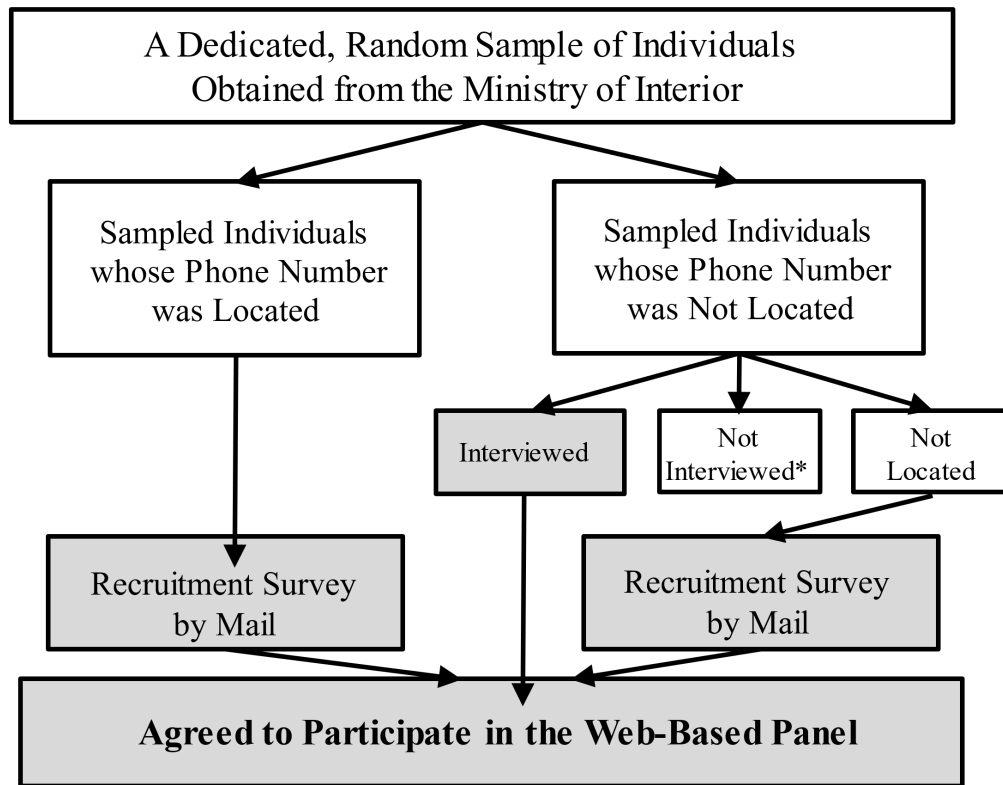 A Dedicated, Random Sample of Individuals
Obtained from the Ministry of Interior
Sampled Individuals
whose Phone Number
was Located
Sampled Individuals
whose Phone Number
was Not Located
Interviewed
Not
Interviewed*
Not
Located
Recruitment Survey
by Mail
Recruitment Survey
by Mail
Agreed to Participate in the Web-Based Panel